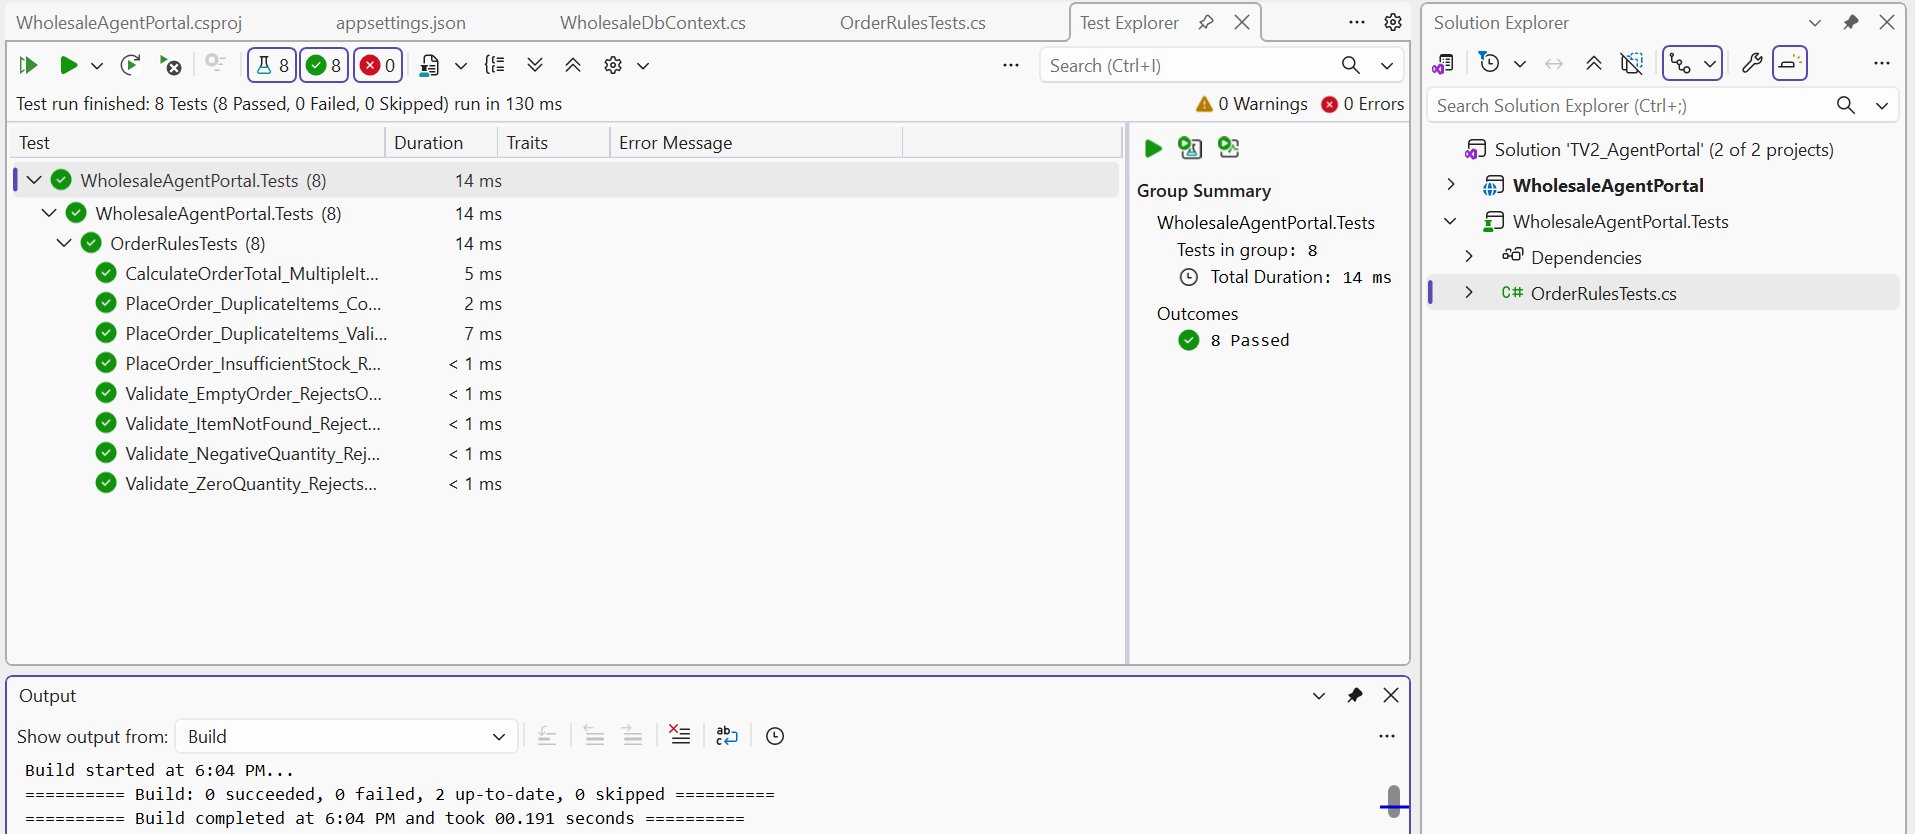 WholesaleAgentPortal.csproj appsettings.json WholesaleDbContext.cs OrderRulesTests.cs Test Explorer
8 8 0 Search (Ctrl+I)
Test run finished: 8 Tests (8 Passed, 0 Failed, 0 Skipped) run in 130 ms 0 Warnings 0 Errors
Test Duration Traits Error Message
WholesaleAgentPortal.Tests (8) 14 ms
WholesaleAgentPortal.Tests (8) 14 ms
OrderRulesTests (8) 14 ms
CalculateOrderTotal_MultipleIt... 5 ms
PlaceOrder_DuplicateItems_Co... 2 ms
PlaceOrder_DuplicateItems_Vali... 7 ms
PlaceOrder_InsufficientStock_R... < 1 ms
Validate_EmptyOrder_RejectsO... < 1 ms
Validate_ItemNotFound_Reject... < 1 ms
Validate_NegativeQuantity_Rej... < 1 ms
Validate_ZeroQuantity_Rejects... < 1 ms
Group Summary
WholesaleAgentPortal.Tests
Tests in group: 8
Total Duration: 14 ms
Outcomes
8 Passed
Output
Show output from: Build
Build started at 6:04 PM...
========== Build: 0 succeeded, 0 failed, 2 up-to-date, 0 skipped ==========
========== Build completed at 6:04 PM and took 00.191 seconds ==========
Solution Explorer
Search Solution Explorer (Ctrl+;)
Solution 'TV2_AgentPortal' (2 of 2 projects)
WholesaleAgentPortal
WholesaleAgentPortal.Tests
Dependencies
C# OrderRulesTests.cs